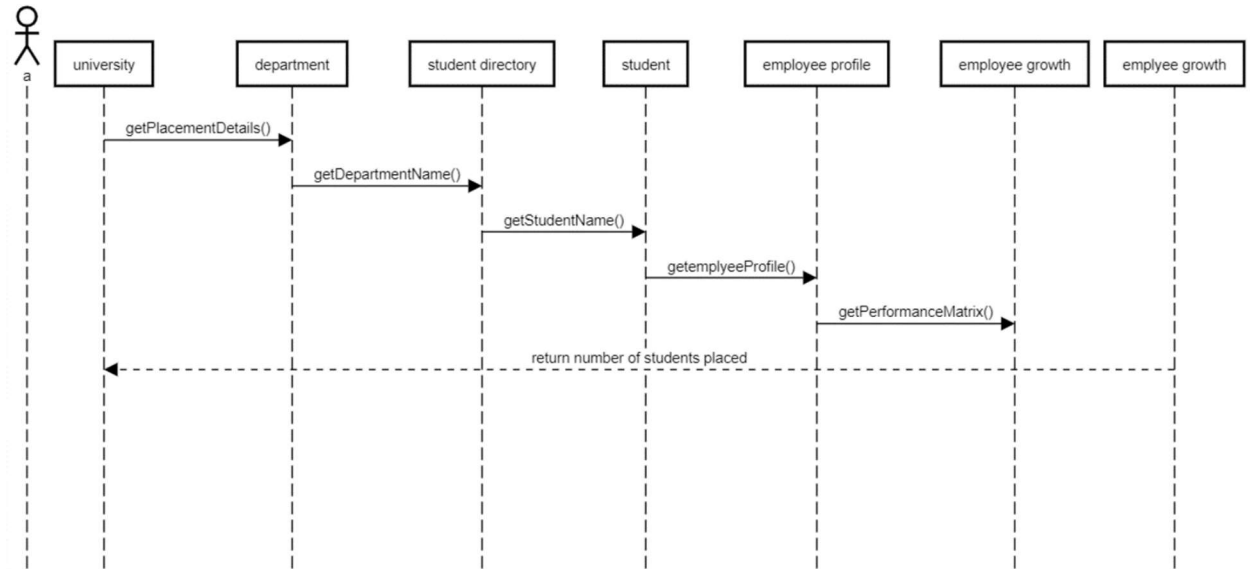 a
university
department
student directory
student
employee profile
employee growth
emplyee growth
getPlacementDetails()
getDepartmentName()
getStudentName()
getemplyeeProfile()
getPerformanceMatrix()
return number of students placed